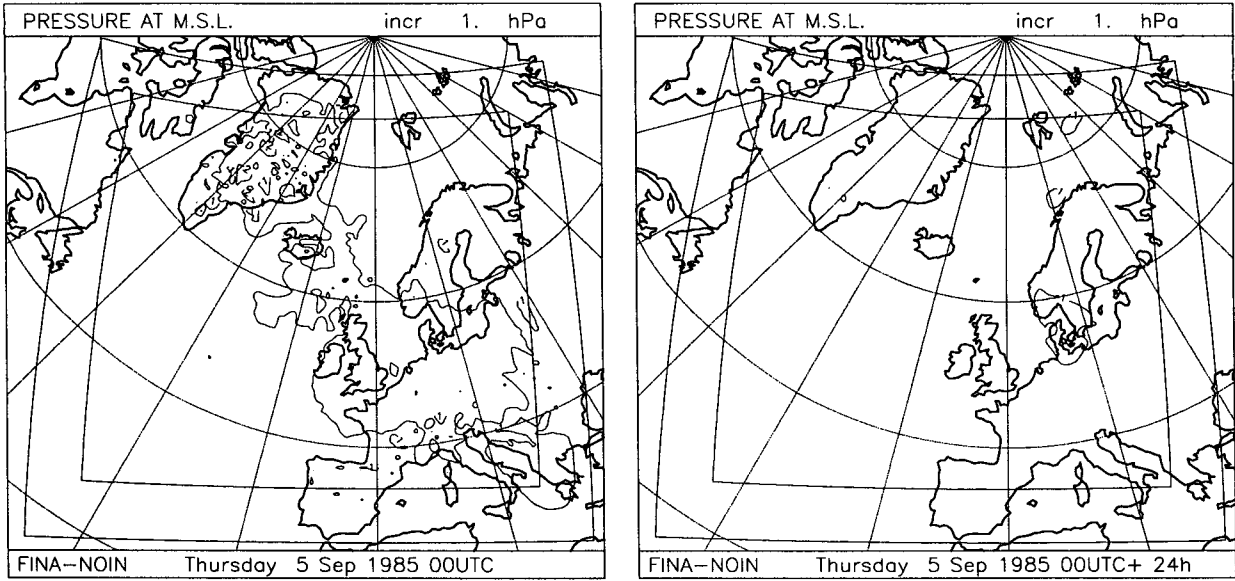 PRESSURE AT M.S.L. incr 1. hPa
FINA-NOIN Thursday 5 Sep 1985 00UTC
PRESSURE AT M.S.L. incr 1. hPa
FINA-NOIN Thursday 5 Sep 1985 00UTC+ 24h